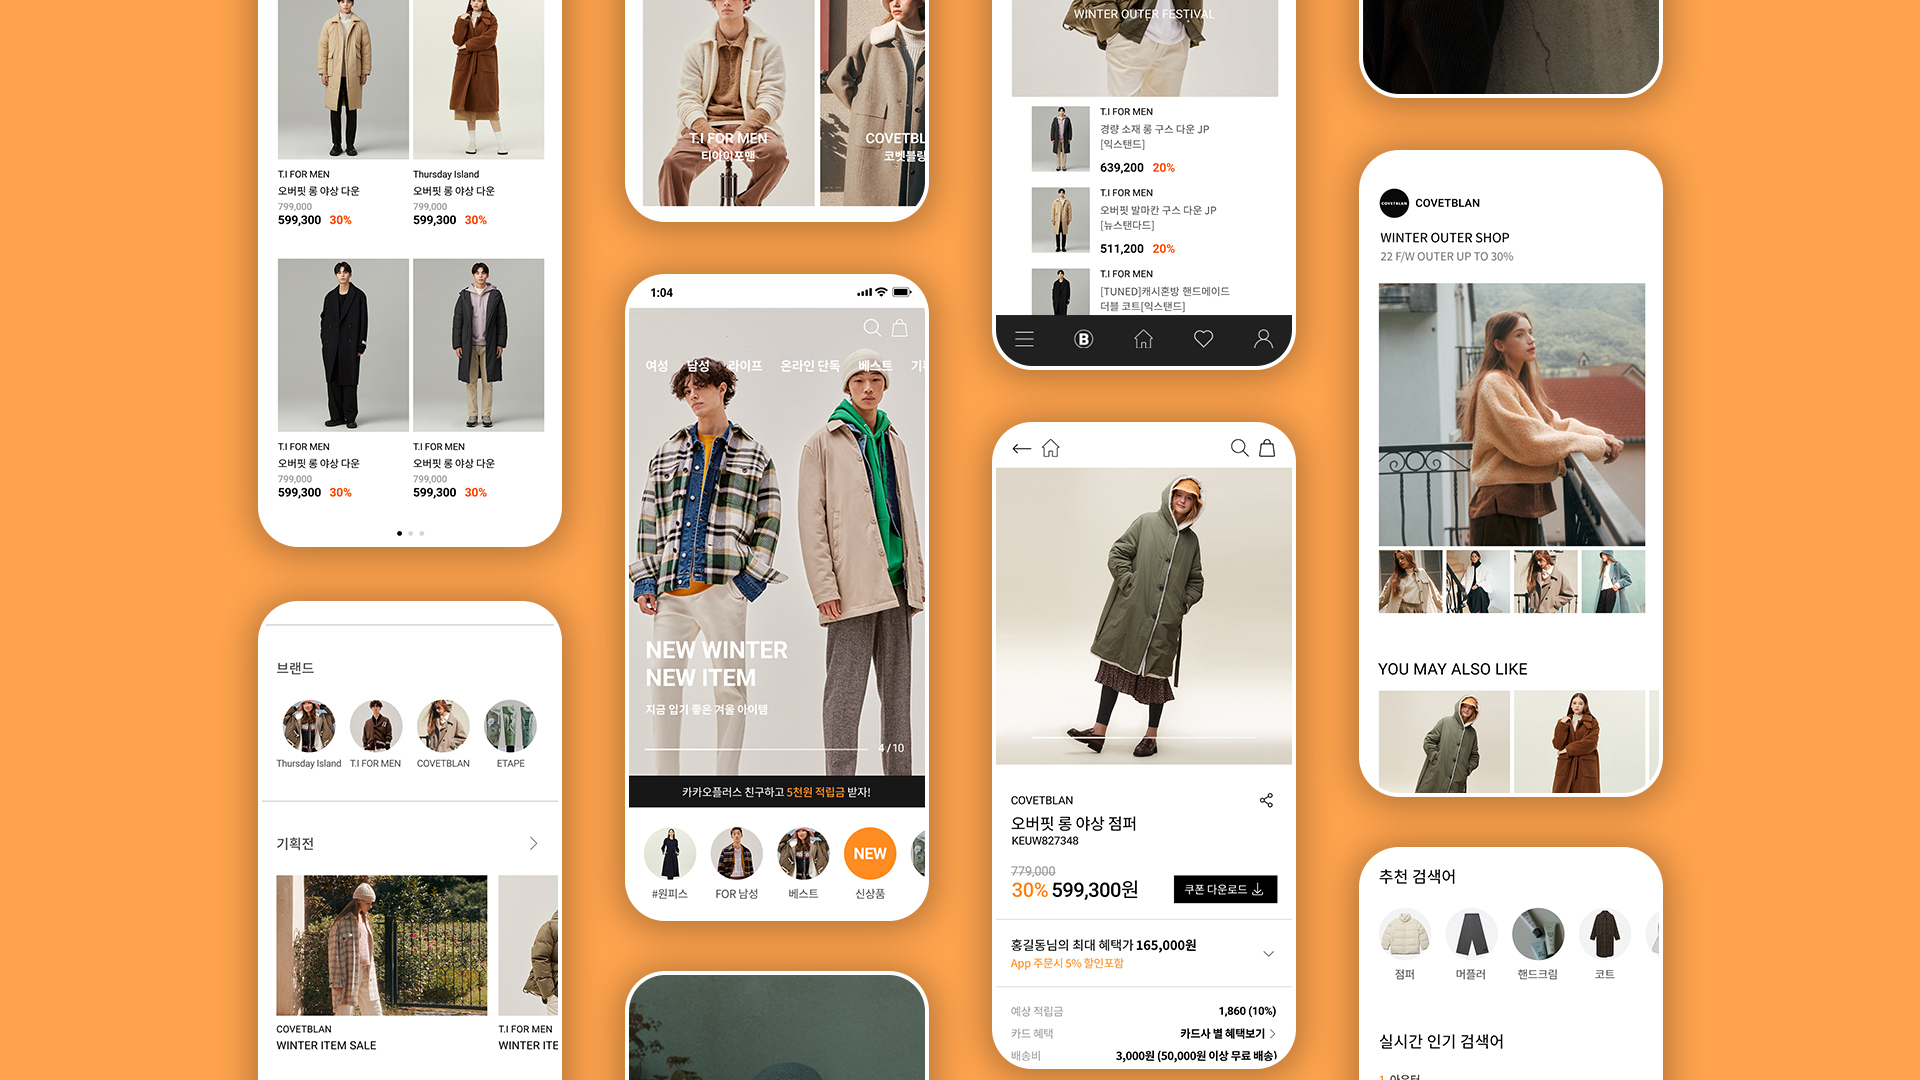 T.I FOR MEN
오버핏 롱 야상 다운
799,000
599,300 30%
Thursday Island
오버핏 롱 야상 다운
799,000
599,300 30%
T.I FOR MEN
오버핏 롱 야상 다운
799,000
599,300 30%
T.I FOR MEN
오버핏 롱 야상 다운
799,000
599,300 30%
브랜드
Thursday Island
T.I FOR MEN
COVETBLAN
ETAPE
기획전
COVETBLAN
WINTER ITEM SALE
T.I FOR MEN
WINTER ITE
T.I FOR MEN
티아이포맨
COVETBL
코벳블랑
1:04
여성 남성 라이프 온라인 단독 베스트 기
NEW WINTER
NEW ITEM
지금 입기 좋은 겨울 아이템
4 / 10
카카오플러스 친구하고 5천원 적립금 받자!
NEW
#원피스
FOR 남성
베스트
신상품
WINTER OUTER FESTIVAL
T.I FOR MEN
경량 소재 롱 구스 다운 JP
[익스탠드]
639,200 20%
T.I FOR MEN
오버핏 발마칸 구스 다운 JP
[뉴스탠다드]
511,200 20%
T.I FOR MEN
[TUNED]캐시혼방 핸드메이드
더블 코트[익스탠드]
B
COVETBLAN
오버핏 롱 야상 점퍼
KEUW827348
779,000
30% 599,300원
쿠폰 다운로드
홍길동님의 최대 혜택가 165,000원
App 주문시 5% 할인포함
예상 적립금 1,860 (10%)
카드 혜택 카드사 별 혜택보기
배송비 3,000원 (50,000원 이상 무료 배송)
COVETBLAN
COVETBLAN
WINTER OUTER SHOP
22 F/W OUTER UP TO 30%
YOU MAY ALSO LIKE
추천 검색어
점퍼
머플러
핸드크림
코트
실시간 인기 검색어
1 아우터